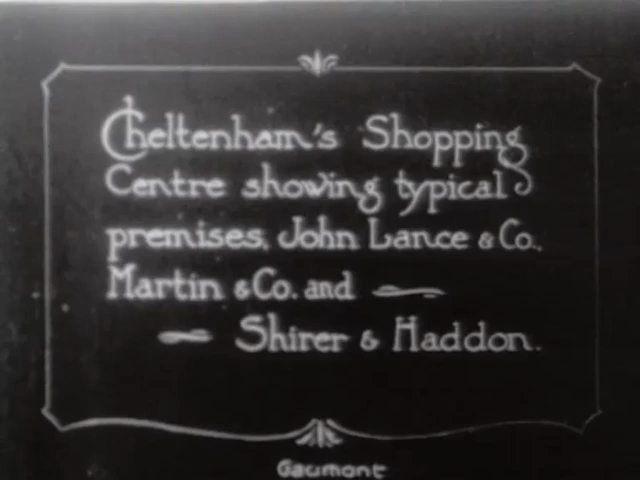 Cheltenham's Shopping
Centre showing typical
premises, John Lance & Co.,
Martin & Co. and
Shirer & Haddon.
Gaumont